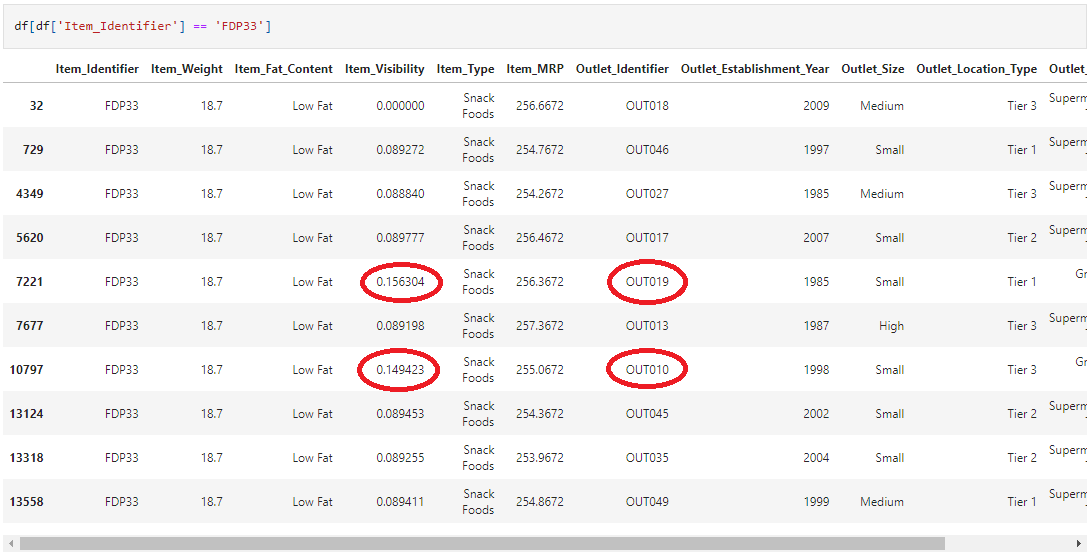 df[df['Item_Identifier'] == 'FDP33']
Item_Identifier Item_Weight Item_Fat_Content Item_Visibility Item_Type Item_MRP Outlet_Identifier Outlet_Establishment_Year Outlet_Size Outlet_Location_Type Outlet_
32 FDP33 18.7 Low Fat 0.000000 Snack Foods 256.6672 OUT018 2009 Medium Tier 3 Superm
729 FDP33 18.7 Low Fat 0.089272 Snack Foods 254.7672 OUT046 1997 Small Tier 1 Superm
4349 FDP33 18.7 Low Fat 0.088840 Snack Foods 254.2672 OUT027 1985 Medium Tier 3 Superm
5620 FDP33 18.7 Low Fat 0.089777 Snack Foods 256.4672 OUT017 2007 Small Tier 2 Superm
7221 FDP33 18.7 Low Fat 0.156304 Snack Foods 256.3672 OUT019 1985 Small Tier 1 Gr
7677 FDP33 18.7 Low Fat 0.089198 Snack Foods 257.3672 OUT013 1987 High Tier 3 Superm
10797 FDP33 18.7 Low Fat 0.149423 Snack Foods 255.0672 OUT010 1998 Small Tier 3 Gr
13124 FDP33 18.7 Low Fat 0.089453 Snack Foods 254.3672 OUT045 2002 Small Tier 2 Superm
13318 FDP33 18.7 Low Fat 0.089255 Snack Foods 253.9672 OUT035 2004 Small Tier 2 Superm
13558 FDP33 18.7 Low Fat 0.089411 Snack Foods 254.8672 OUT049 1999 Medium Tier 1 Superm